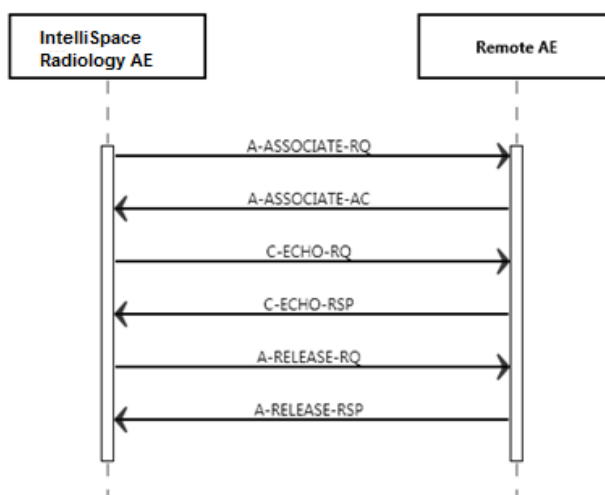 IntelliSpace
Radiology AE
Remote AE
A-ASSOCIATE-RQ
A-ASSOCIATE-AC
C-ECHO-RQ
C-ECHO-RSP
A-RELEASE-RQ
A-RELEASE-RSP